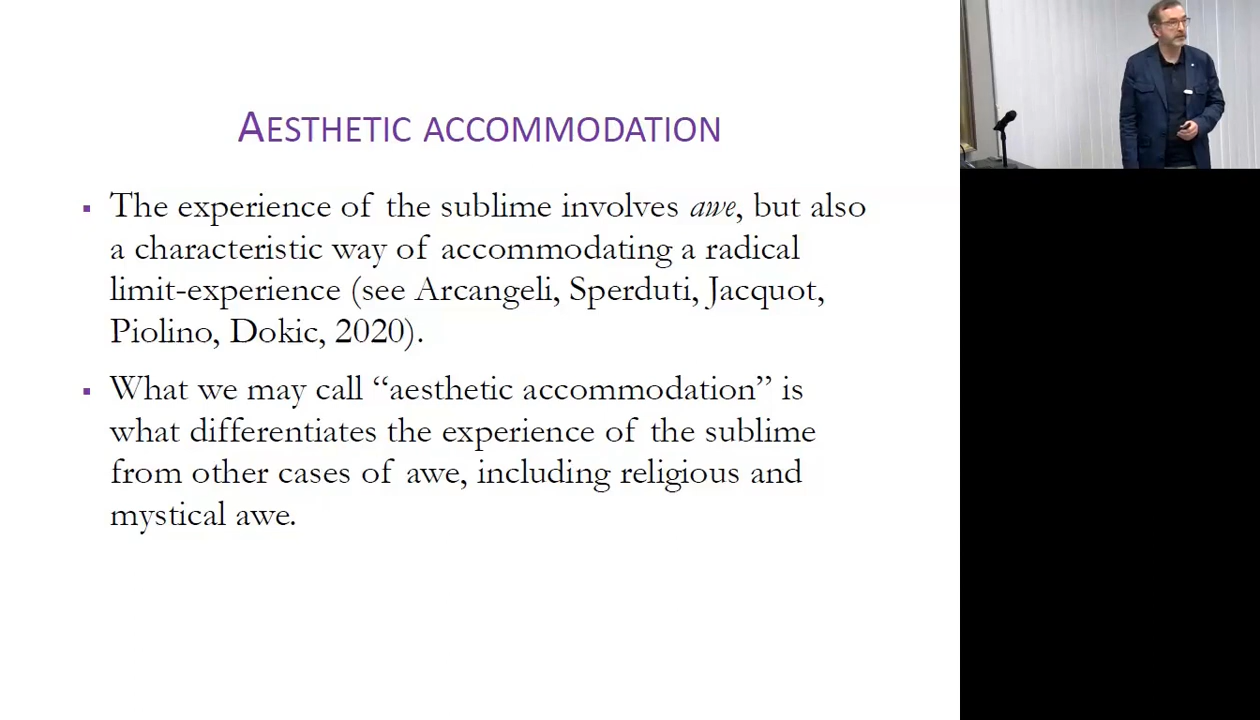 AESTHETIC ACCOMMODATION
▪ The experience of the sublime involves awe, but also
a characteristic way of accommodating a radical
limit-experience (see Arcangeli, Sperduti, Jacquot,
Piolino, Dokic, 2020).
▪ What we may call “aesthetic accommodation” is
what differentiates the experience of the sublime
from other cases of awe, including religious and
mystical awe.